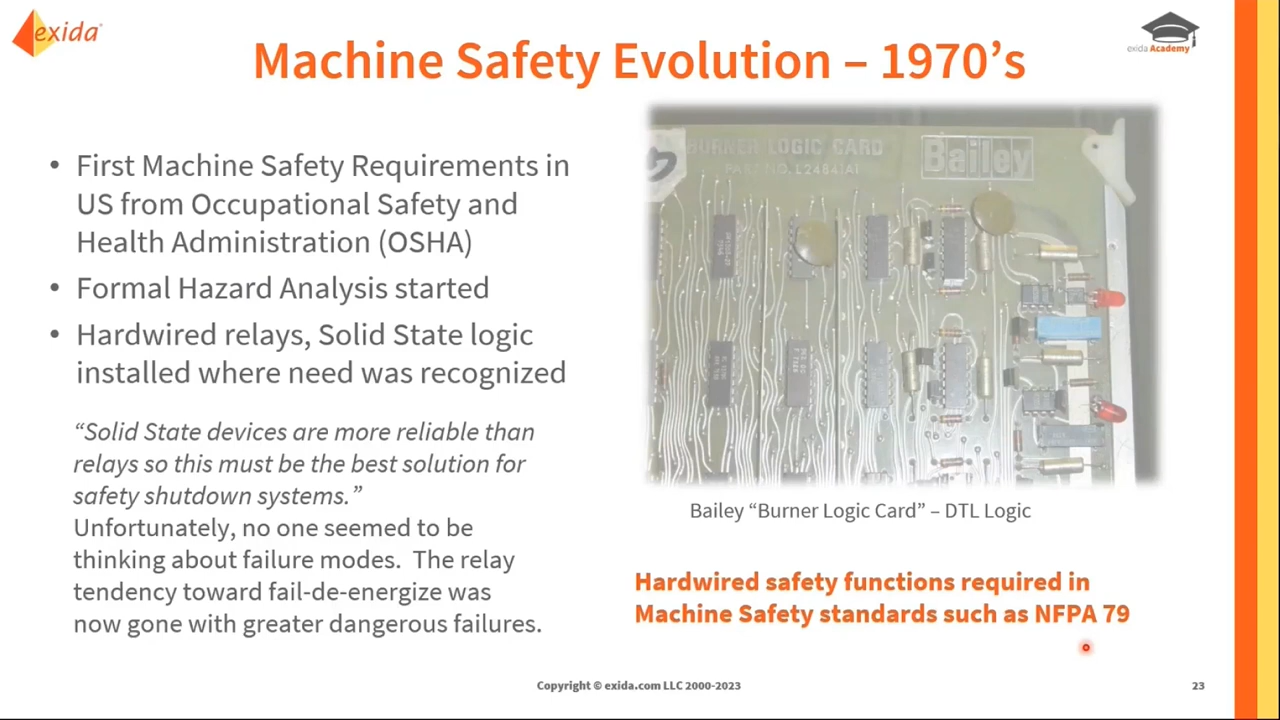 exida
exida Academy
Machine Safety Evolution – 1970’s
• First Machine Safety Requirements in
US from Occupational Safety and
Health Administration (OSHA)
• Formal Hazard Analysis started
• Hardwired relays, Solid State logic
installed where need was recognized
“Solid State devices are more reliable than
relays so this must be the best solution for
safety shutdown systems.”
Unfortunately, no one seemed to be
thinking about failure modes.  The relay
tendency toward fail-de-energize was
now gone with greater dangerous failures.
BURNER LOGIC CARD
PART NO.
Bailey
Bailey “Burner Logic Card” – DTL Logic
Hardwired safety functions required in
Machine Safety standards such as NFPA 79
Copyright © exida.com LLC 2000-2023
23